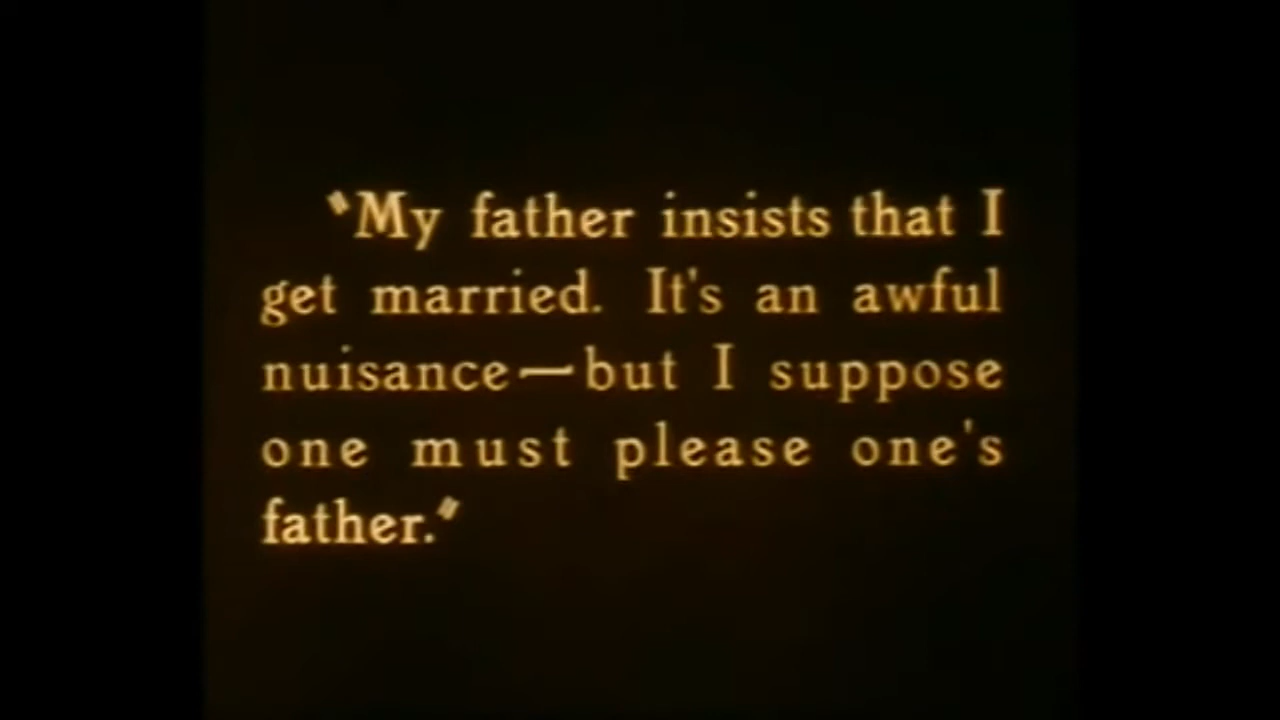 "My father insists that I
get married. It's an awful
nuisance—but I suppose
one must please one's
father."